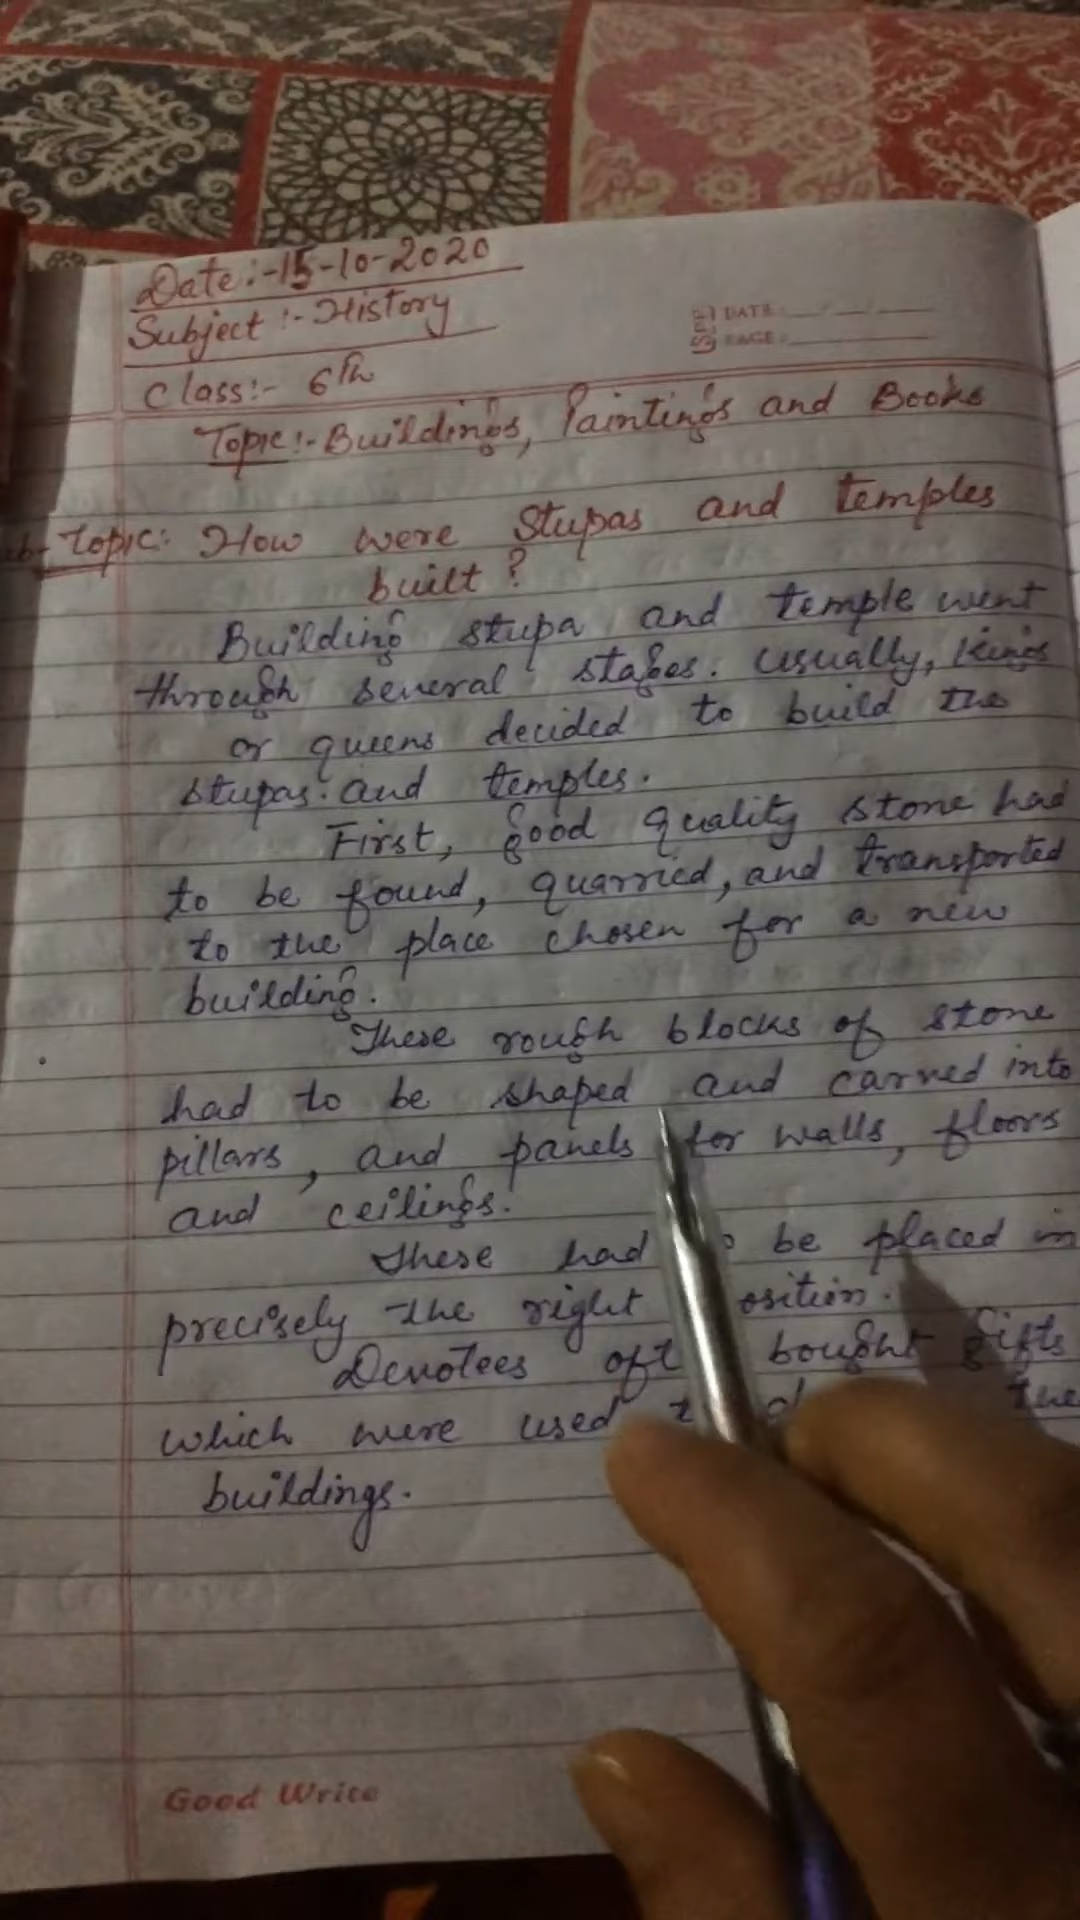 Date:-15-10-2020
Subject:-History
DATE:
PAGE:
Class:- 6th
Topic:-Buildings, Paintings and Books
Topic: How were Stupas and temples
built?
Building stupa and temple went
through several stages. Usually, kings
or queens decided to build the
stupas and temples.
First, good quality stone had
to be found, quarried, and transported
to the place chosen for a new
building.
These rough blocks of stone
had to be shaped and carved into
pillars, and panels for walls, floors
and ceilings.
These had be placed in
precisely the right osition.
Devotees oft bought gifts
which were used t the
buildings.
Good Write